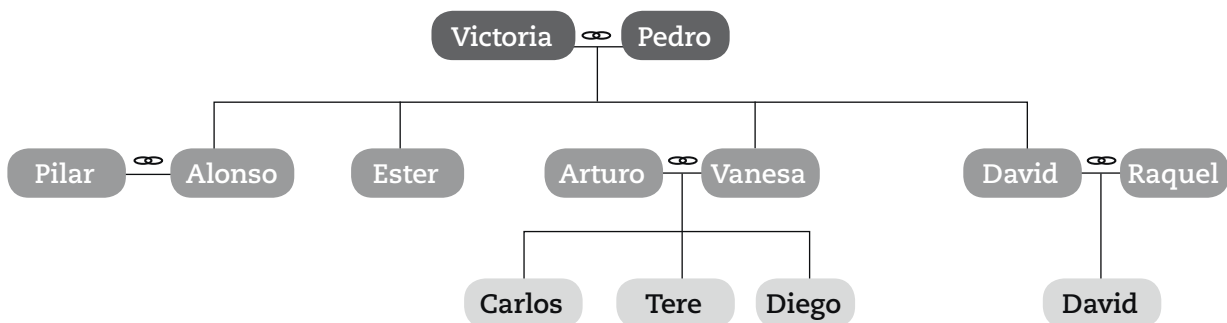 Victoria Pedro
Pilar Alonso Ester Arturo Vanesa David Raquel
Carlos Tere Diego David